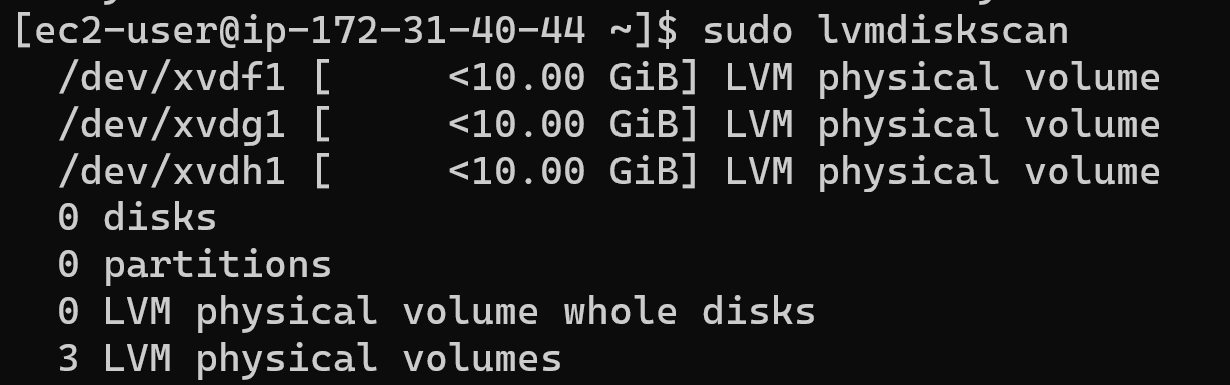 [ec2-user@ip-172-31-40-44 ~]$ sudo lvmdiskscan
  /dev/xvdf1 [     <10.00 GiB] LVM physical volume
  /dev/xvdg1 [     <10.00 GiB] LVM physical volume
  /dev/xvdh1 [     <10.00 GiB] LVM physical volume
  0 disks
  0 partitions
  0 LVM physical volume whole disks
  3 LVM physical volumes